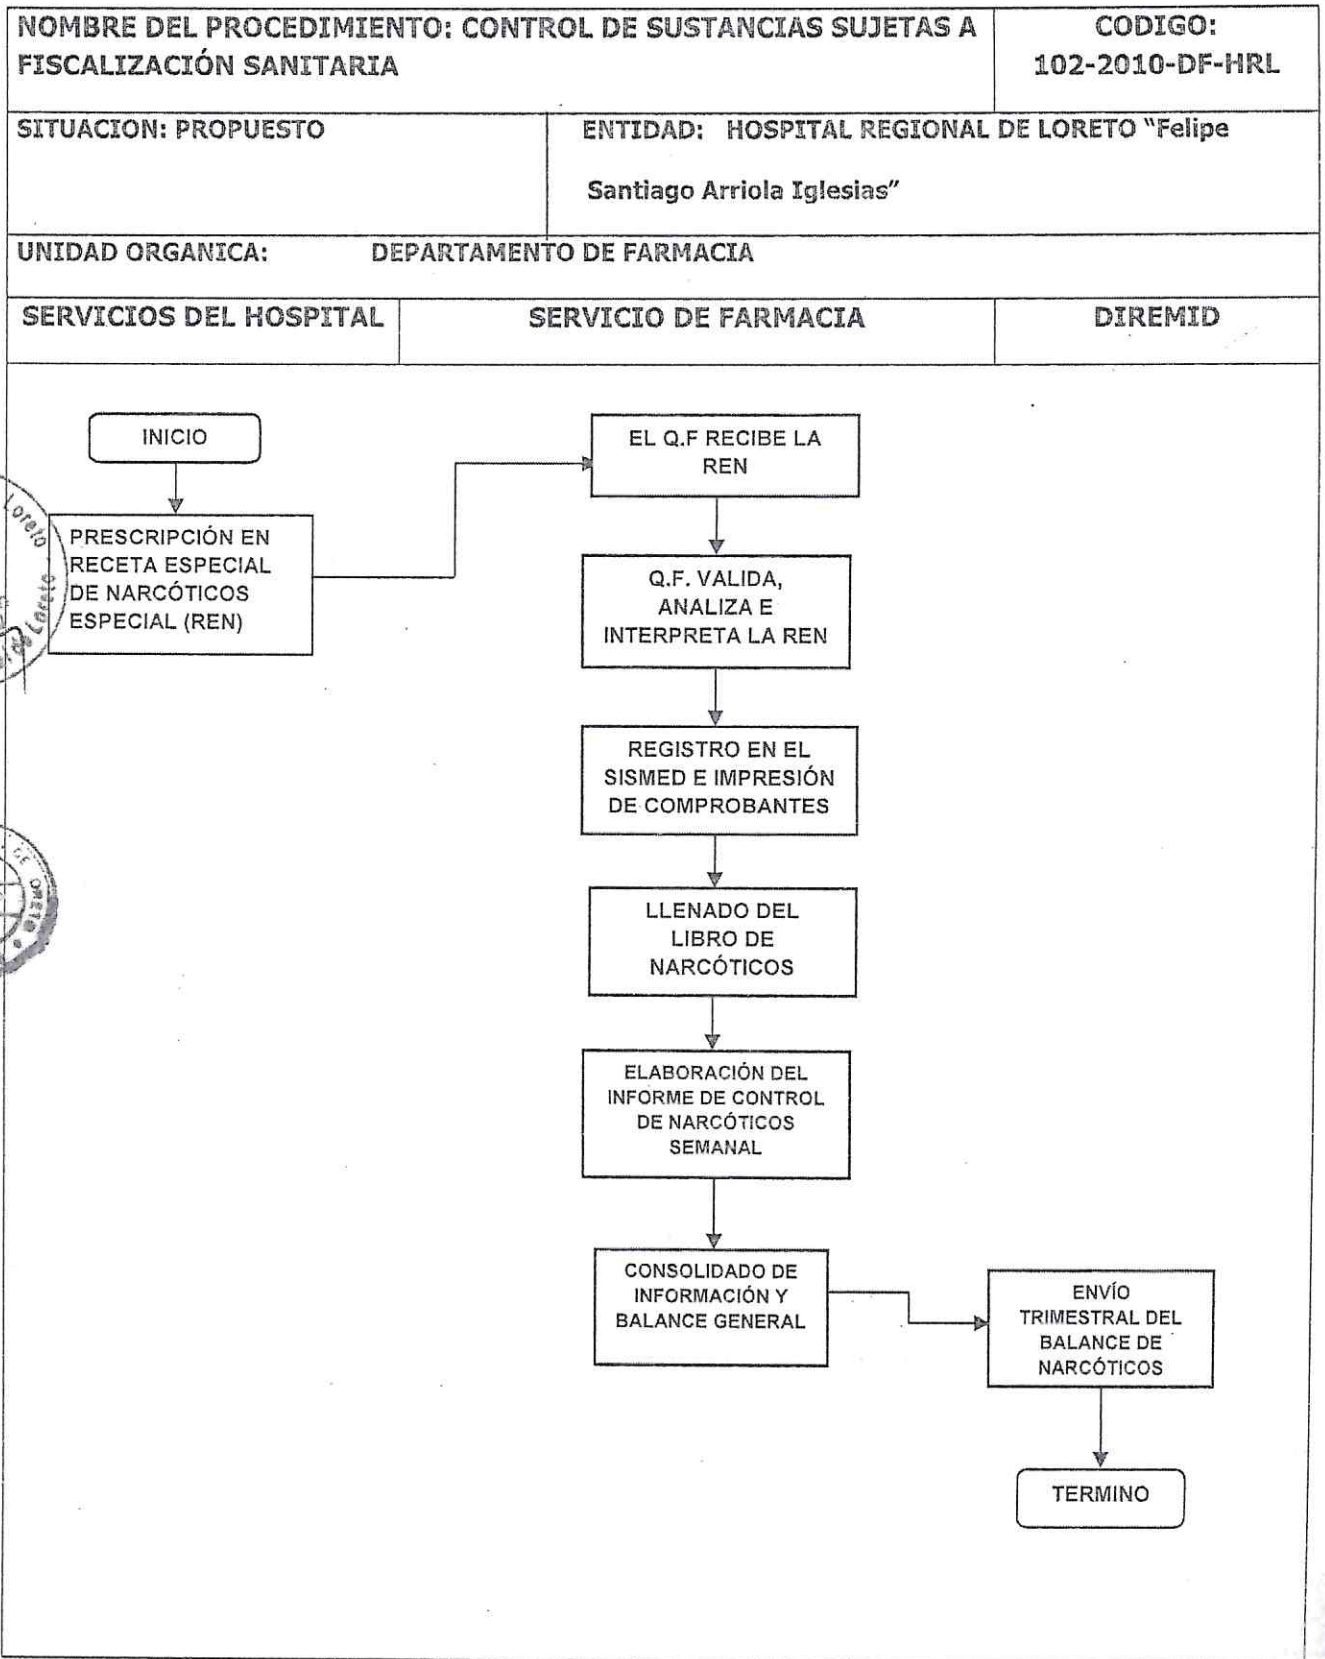 NOMBRE DEL PROCEDIMIENTO: CONTROL DE SUSTANCIAS SUJETAS A
FISCALIZACIÓN SANITARIA
CODIGO:
102-2010-DF-HRL
SITUACION: PROPUESTO
ENTIDAD: HOSPITAL REGIONAL DE LORETO “Felipe
Santiago Arriola Iglesias”
UNIDAD ORGANICA: DEPARTAMENTO DE FARMACIA
SERVICIOS DEL HOSPITAL
SERVICIO DE FARMACIA
DIREMID
INICIO
PRESCRIPCIÓN EN
RECETA ESPECIAL
DE NARCÓTICOS
ESPECIAL (REN)
EL Q.F RECIBE LA
REN
Q.F. VALIDA,
ANALIZA E
INTERPRETA LA REN
REGISTRO EN EL
SISMED E IMPRESIÓN
DE COMPROBANTES
LLENADO DEL
LIBRO DE
NARCÓTICOS
ELABORACIÓN DEL
INFORME DE CONTROL
DE NARCÓTICOS
SEMANAL
CONSOLIDADO DE
INFORMACIÓN Y
BALANCE GENERAL
ENVÍO
TRIMESTRAL DEL
BALANCE DE
NARCÓTICOS
TERMINO
Loreto
de Loreto